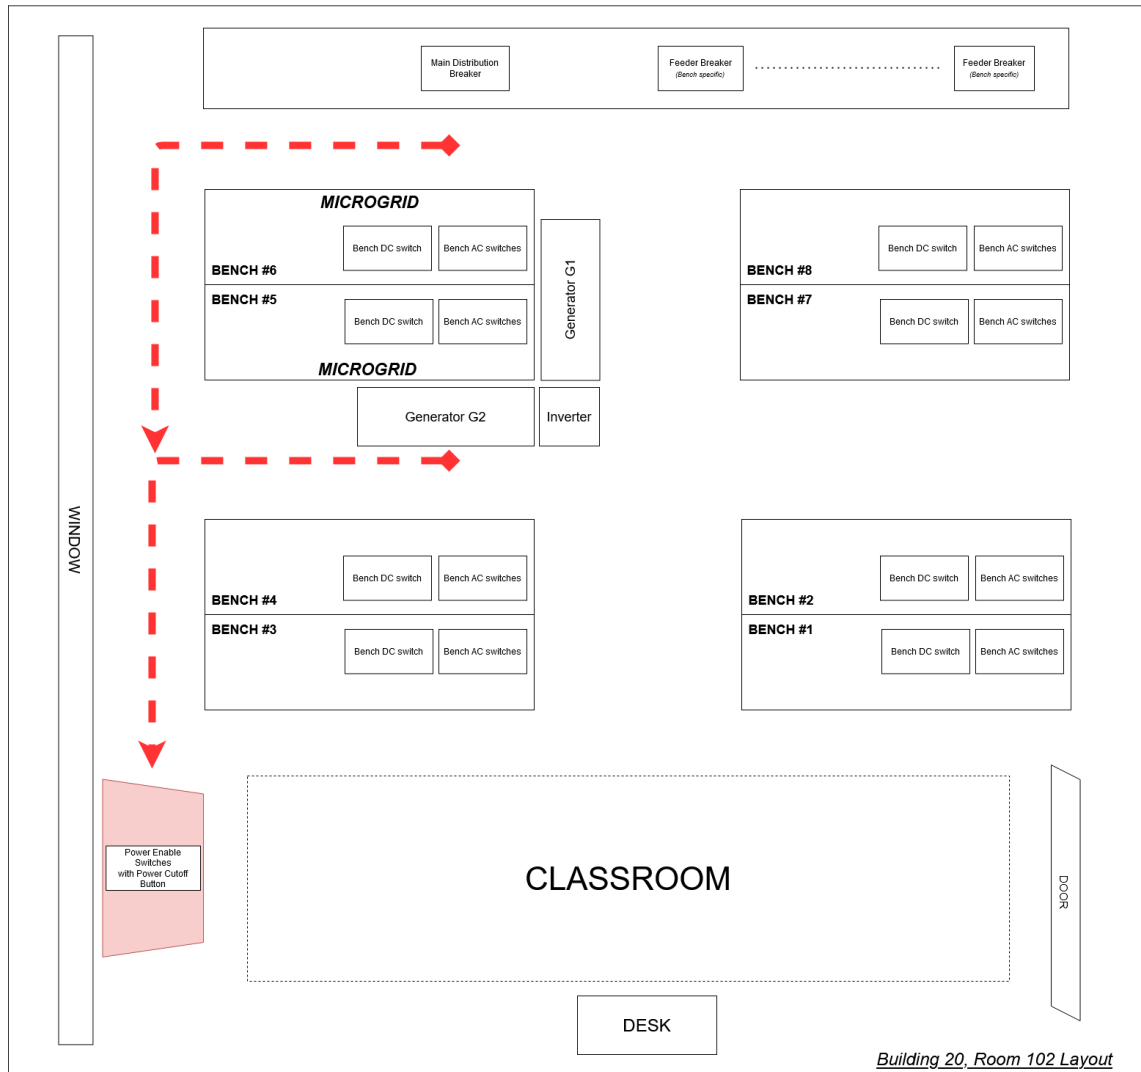 Main Distribution
Breaker
Feeder Breaker
(Bench specific)
Feeder Breaker
(Bench specific)
MICROGRID
Bench DC switch
Bench AC switches
BENCH #6
BENCH #5
Bench DC switch
Bench AC switches
MICROGRID
Generator G1
Generator G2
Inverter
Bench DC switch
Bench AC switches
BENCH #8
BENCH #7
Bench DC switch
Bench AC switches
WINDOW
Bench DC switch
Bench AC switches
BENCH #4
BENCH #3
Bench DC switch
Bench AC switches
Bench DC switch
Bench AC switches
BENCH #2
BENCH #1
Bench DC switch
Bench AC switches
Power Enable
Switches
with Power Cutoff
Button
CLASSROOM
DOOR
DESK
Building 20, Room 102 Layout